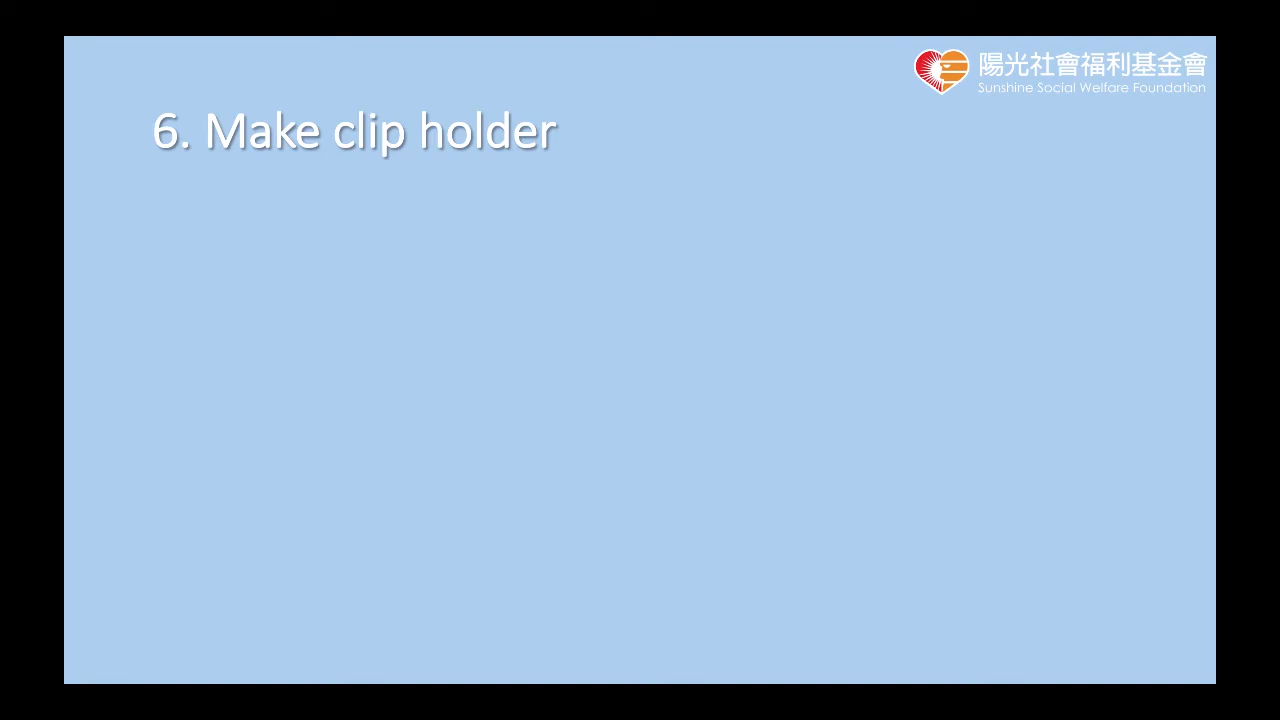 陽光社會福利基金會
Sunshine Social Welfare Foundation
6. Make clip holder